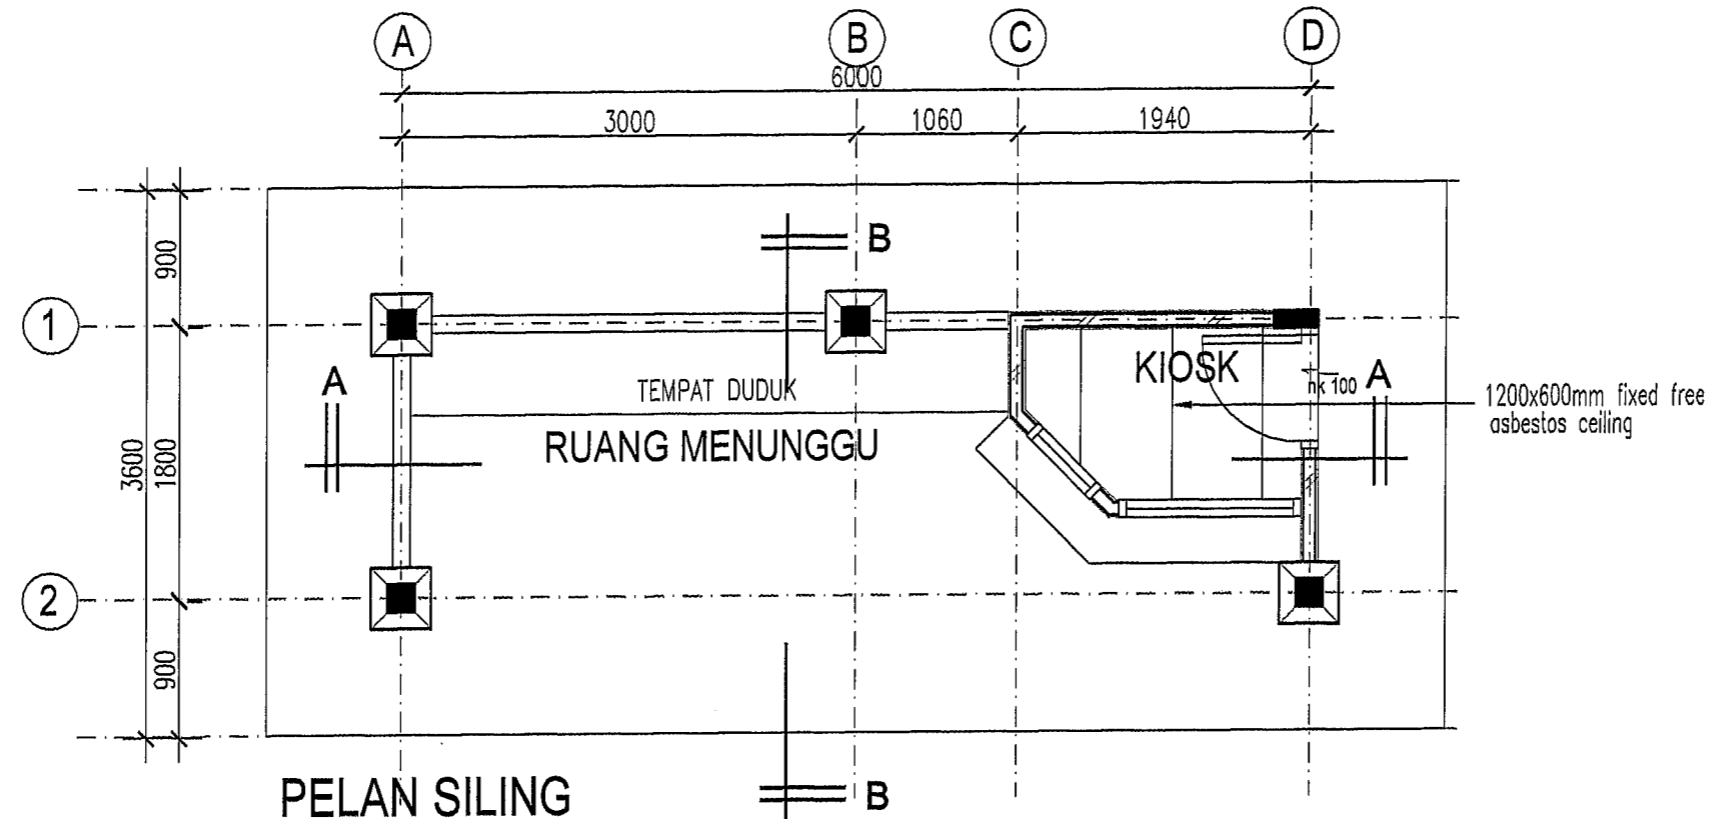 A
B
C
D
6000
3000
1060
1940
900
B
1
KIOSK
A
TEMPAT DUDUK
nk 100
A
1200x600mm fixed free
asbestos ceiling
RUANG MENUNGGU
3600
1800
2
900
PELAN SILING
B